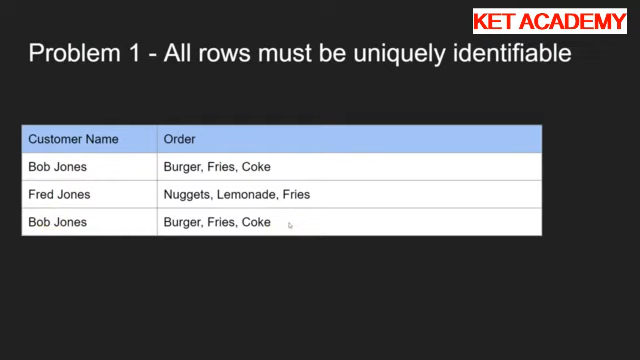 KET ACADEMY
Problem 1 - All rows must be uniquely identifiable
Customer Name Order
Bob Jones Burger, Fries, Coke
Fred Jones Nuggets, Lemonade, Fries
Bob Jones Burger, Fries, Coke